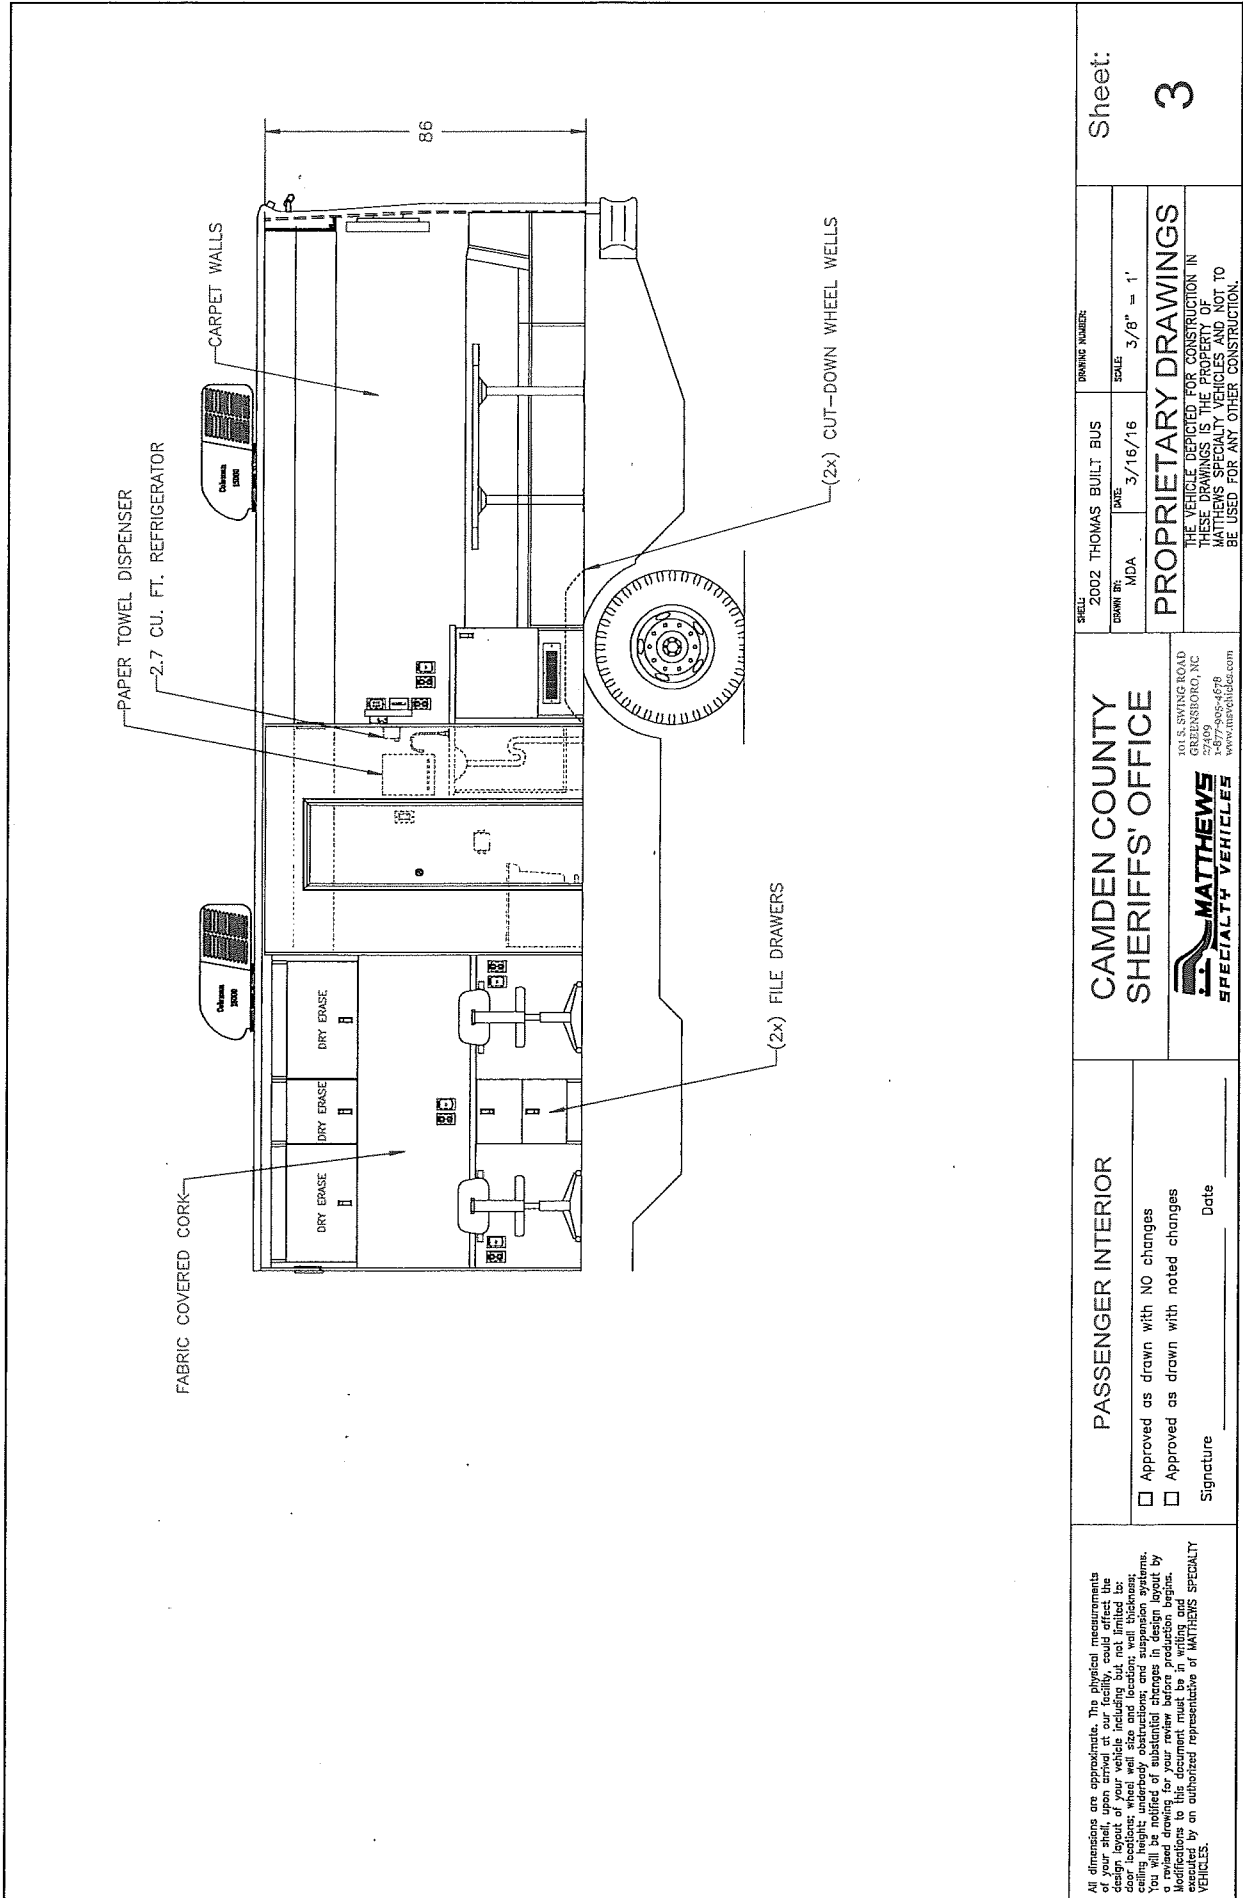 PAPER TOWEL DISPENSER
2.7 CU. FT. REFRIGERATOR
CARPET WALLS
FABRIC COVERED CORK
86
Coleman
15000
Coleman
15000
DRY ERASE
DRY ERASE
DRY ERASE
(2x) FILE DRAWERS
(2x) CUT-DOWN WHEEL WELLS
All dimensions are approximate. The physical measurements
of your shell, upon arrival at our facility, could affect the
design layout of your vehicle including but not limited to:
door locations; wheel well size and location; wall thickness;
ceiling height; underbody obstructions; and suspension systems.
You will be notified of substantial changes in design layout by
a revised drawing for your review before production begins.
Modifications to this document must be in writing and
executed by an authorized representative of MATTHEWS SPECIALTY
VEHICLES.
PASSENGER INTERIOR
Approved as drawn with NO changes
Approved as drawn with noted changes
Signature
Date
CAMDEN COUNTY
SHERIFFS' OFFICE
MATTHEWS
SPECIALTY VEHICLES
101 S. SWING ROAD
GREENSBORO, NC
27409
1-877-905-4678
www.msvehicles.com
SHELL:
2002 THOMAS BUILT BUS
DRAWING NUMBER:
DRAWN BY:
MDA
DATE:
3/16/16
SCALE:
3/8" = 1'
PROPRIETARY DRAWINGS
THE VEHICLE DEPICTED FOR CONSTRUCTION IN
THESE DRAWINGS IS THE PROPERTY OF
MATTHEWS SPECIALTY VEHICLES AND NOT TO
BE USED FOR ANY OTHER CONSTRUCTION.
Sheet:
3